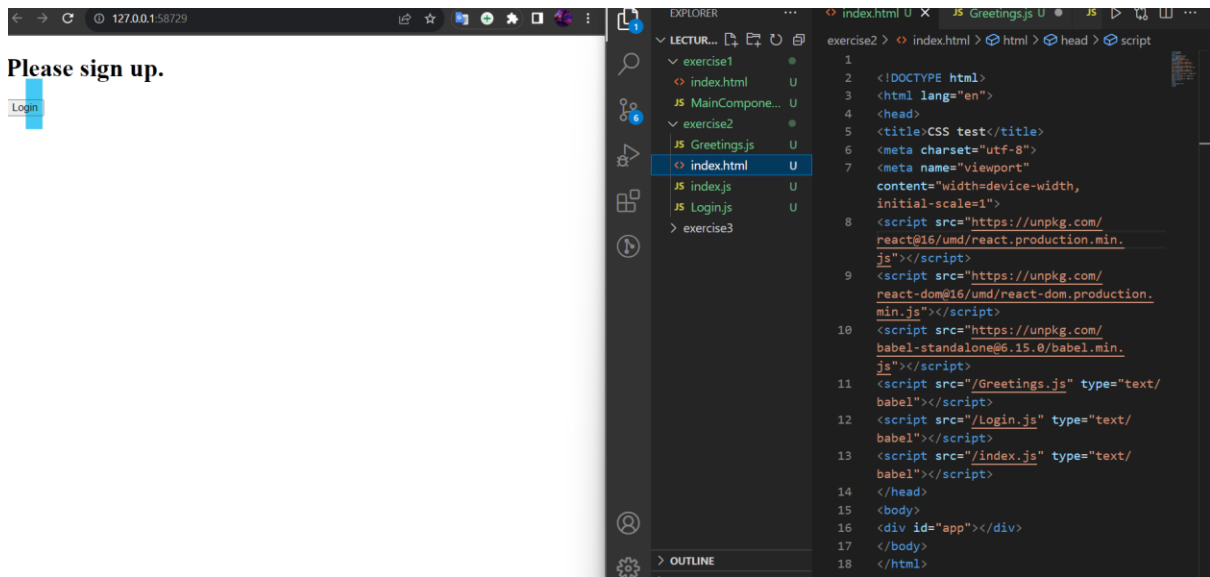 127.0.0.1:58729
Please sign up.
Login
1
6
EXPLORER
LECTUR...
exercise1
index.html U
JS MainCompone... U
exercise2
JS Greetings.js U
index.html U
JS index.js U
JS Login.js U
exercise3
OUTLINE
index.html U JS Greetings.js U JS
exercise2 > index.html > html > head > script
1
2 <!DOCTYPE html>
3 <html lang="en">
4 <head>
5 <title>CSS test</title>
6 <meta charset="utf-8">
7 <meta name="viewport"
content="width=device-width,
initial-scale=1">
8 <script src="https://unpkg.com/
react@16/umd/react.production.min.
js"></script>
9 <script src="https://unpkg.com/
react-dom@16/umd/react-dom.production.
min.js"></script>
10 <script src="https://unpkg.com/
babel-standalone@6.15.0/babel.min.
js"></script>
11 <script src="/Greetings.js" type="text/
babel"></script>
12 <script src="/Login.js" type="text/
babel"></script>
13 <script src="/index.js" type="text/
babel"></script>
14 </head>
15 <body>
16 <div id="app"></div>
17 </body>
18 </html>